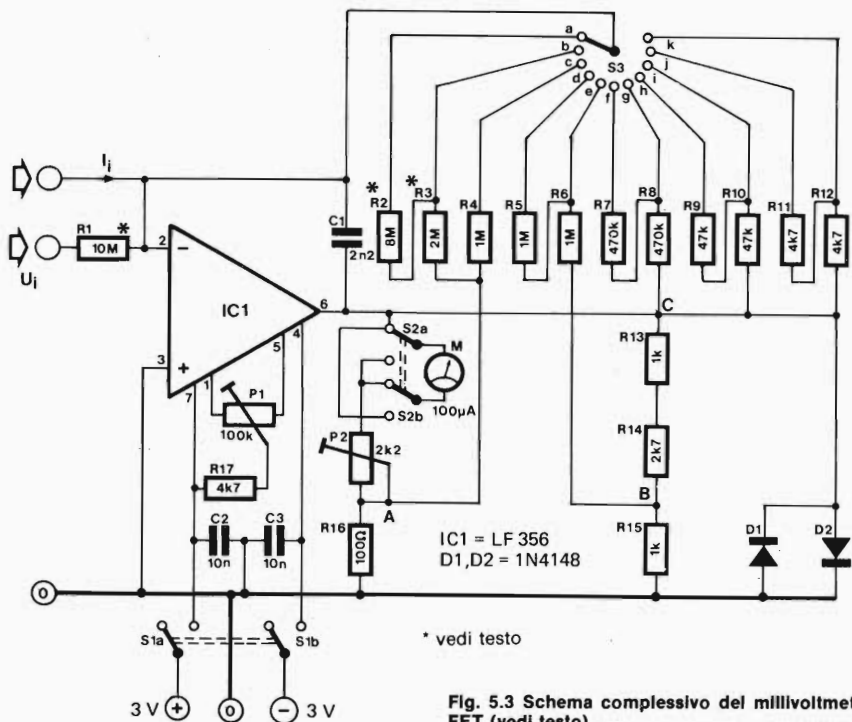 a
b
c
d
e
f
g
h
i
j
k
S3
Ii
R1
10M
*
Ui
2
−
3
+
IC1
6
4
5
1
7
C1
2n2
*
R2
8M
*
R3
2M
R4
1M
R5
1M
R6
1M
R7
470k
R8
470k
R9
47k
R10
47k
R11
4k7
R12
4k7
C
R13
1k
R14
2k7
B
R15
1k
S2a
M
100µA
S2b
P1
100k
R17
4k7
P2
2k2
A
C2
10n
C3
10n
R16
100Ω
IC1 = LF 356
D1,D2 = 1N4148
D1
D2
0
S1a
S1b
* vedi testo
3 V
+
0
−
3 V
Fig. 5.3 Schema complessivo del millivoltmet
FET (vedi testo)